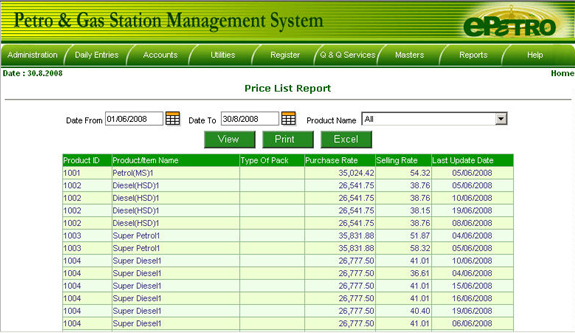 Petro & Gas Station Management System
ePetro
Administration Daily Entries Accounts Utilities Register Q & Q Services Masters Reports Help
Date : 30.8.2008 Home
Price List Report
Date From 01/06/2008 Date To 30/8/2008 Product Name All
View Print Excel
Product ID Product/Item Name Type Of Pack Purchase Rate Selling Rate Last Update Date
1001 Petrol(MS)1 35,024.42 54.32 05/06/2008
1002 Diesel(HSD)1 26,541.75 38.76 05/06/2008
1002 Diesel(HSD)1 26,541.75 38.76 10/06/2008
1002 Diesel(HSD)1 26,541.75 38.15 19/06/2008
1002 Diesel(HSD)1 26,541.75 38.76 08/06/2008
1003 Super Petrol1 35,831.88 51.87 04/06/2008
1003 Super Petrol1 35,831.88 58.32 05/06/2008
1004 Super Diesel1 26,777.50 41.01 10/06/2008
1004 Super Diesel1 26,777.50 36.61 04/06/2008
1004 Super Diesel1 26,777.50 41.01 15/06/2008
1004 Super Diesel1 26,777.50 41.01 16/06/2008
1004 Super Diesel1 26,777.50 40.40 19/06/2008
1004 Super Diesel1 26,777.50 41.01 06/06/2008